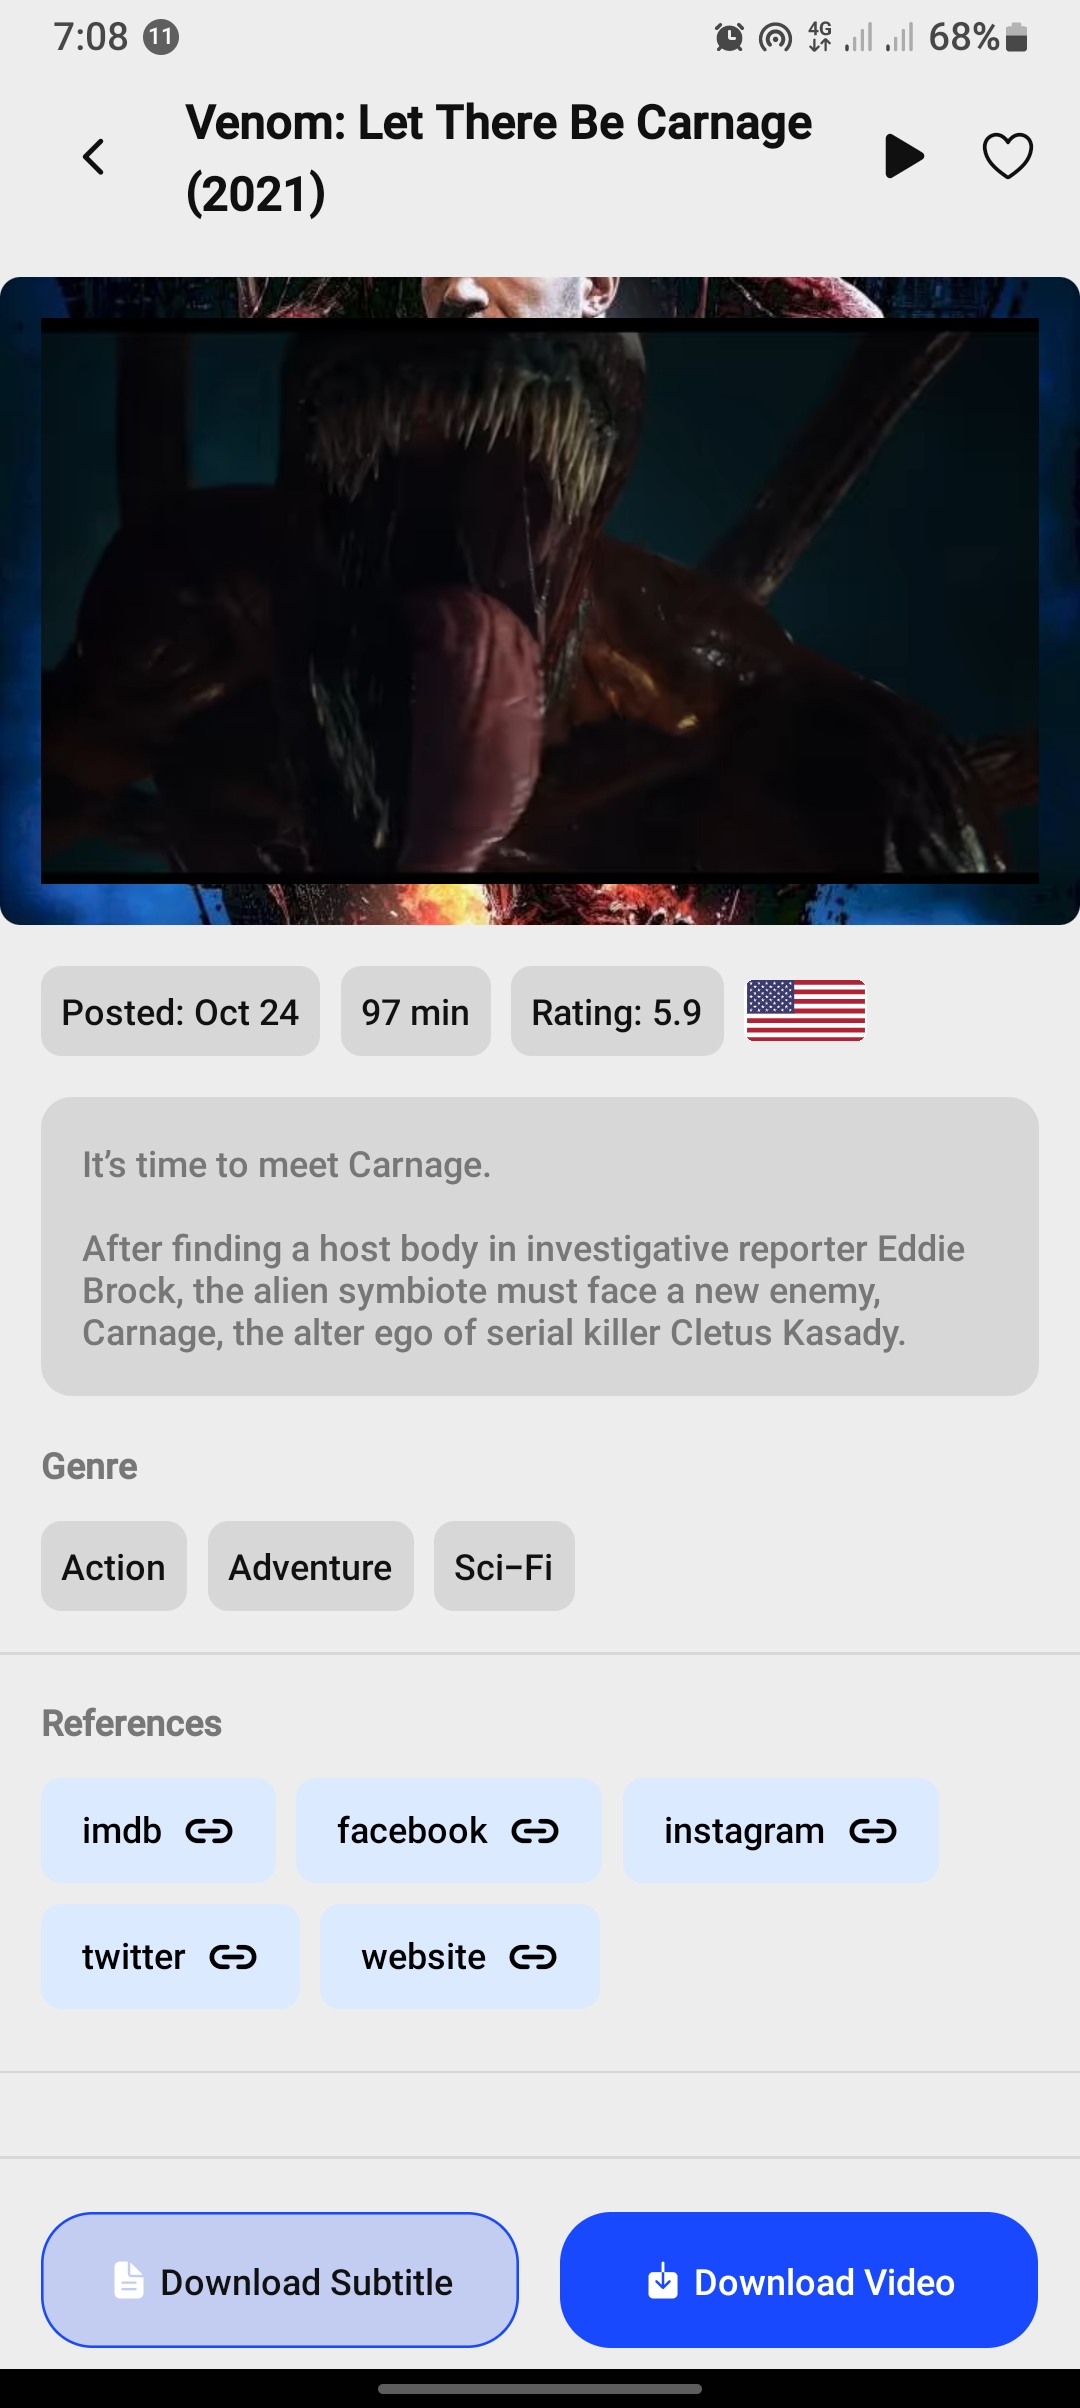 7:08 11 4G 68%
Venom: Let There Be Carnage
(2021)
Posted: Oct 24 97 min Rating: 5.9
It’s time to meet Carnage.
After finding a host body in investigative reporter Eddie
Brock, the alien symbiote must face a new enemy,
Carnage, the alter ego of serial killer Cletus Kasady.
Genre
Action Adventure Sci-Fi
References
imdb facebook instagram
twitter website
Download Subtitle Download Video